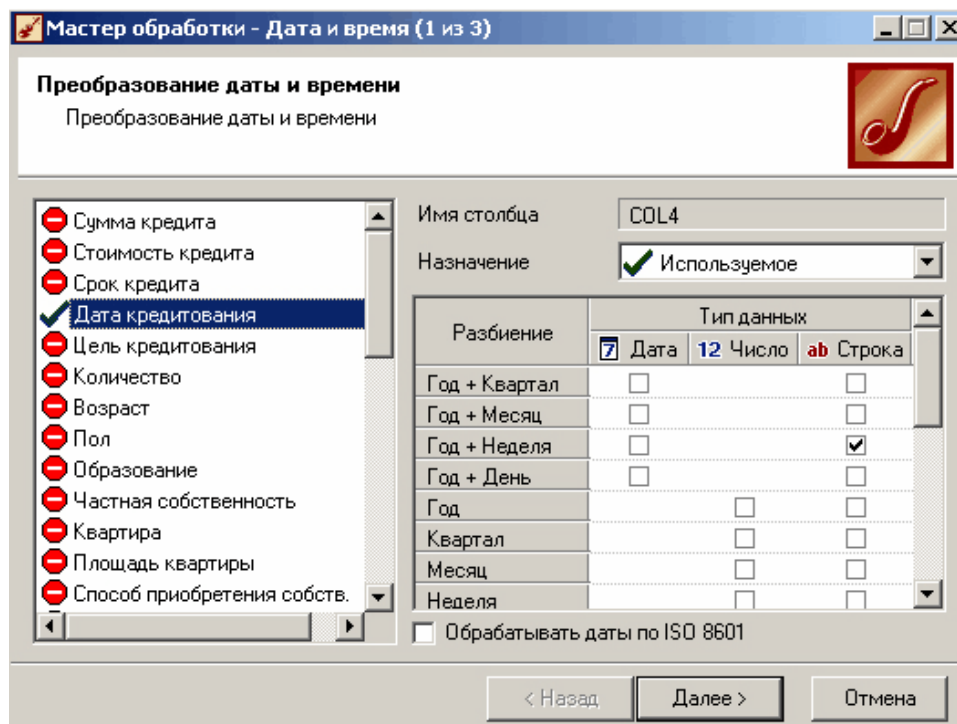 Мастер обработки - Дата и время (1 из 3)
Преобразование даты и времени
Преобразование даты и времени
Сумма кредита
Стоимость кредита
Срок кредита
Дата кредитования
Цель кредитования
Количество
Возраст
Пол
Образование
Частная собственность
Квартира
Площадь квартиры
Способ приобретения собств.
Имя столбца
COL4
Назначение
Используемое
Разбиение
Тип данных
7 Дата
12 Число
ab Строка
Год + Квартал
Год + Месяц
Год + Неделя
Год + День
Год
Квартал
Месяц
Неделя
Обрабатывать даты по ISO 8601
< Назад
Далее >
Отмена